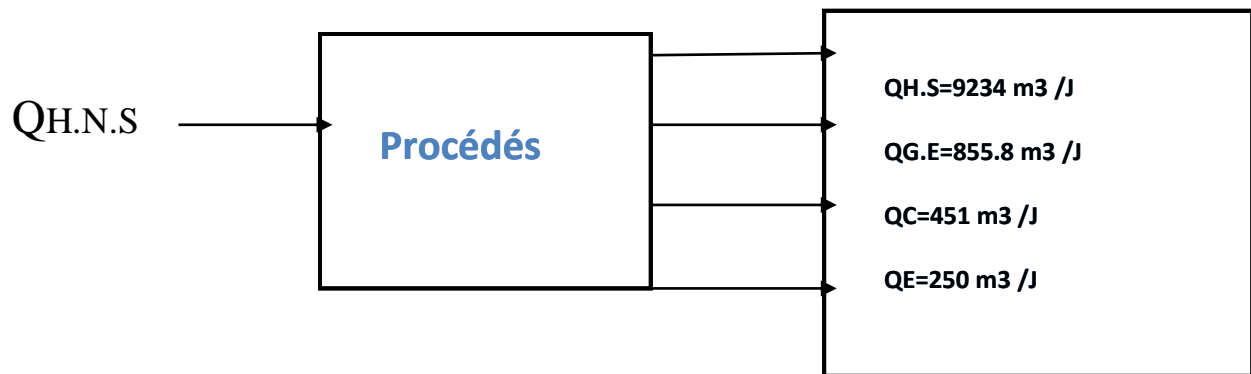 QH.N.S
Procédés
QH.S=9234 m3 /J
QG.E=855.8 m3 /J
QC=451 m3 /J
QE=250 m3 /J